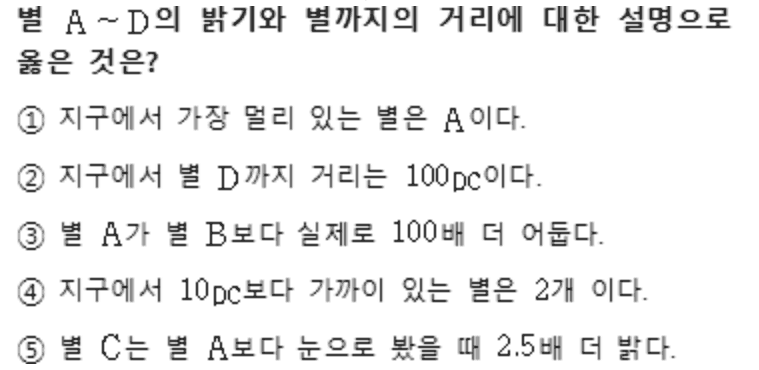 별 A ~ D의 밝기와 별까지의 거리에 대한 설명으로
옳은 것은?
① 지구에서 가장 멀리 있는 별은 A이다.
② 지구에서 별 D까지 거리는 100pc이다.
③ 별 A가 별 B보다 실제로 100배 더 어둡다.
④ 지구에서 10pc보다 가까이 있는 별은 2개 이다.
⑤ 별 C는 별 A보다 눈으로 봤을 때 2.5배 더 밝다.